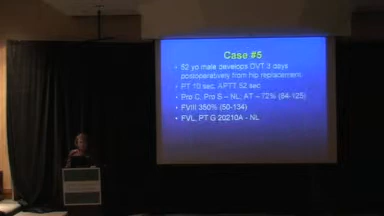 Case #5
• 62 yo male develops DVT 3 days
postoperatively from hip replacement
• PT 10 sec, APTT 52 sec
• Pro C, Pro S – NL; AT – 72% (84-125)
• FVIII 350% (50-134)
• FVL, PT G 20210A - NL